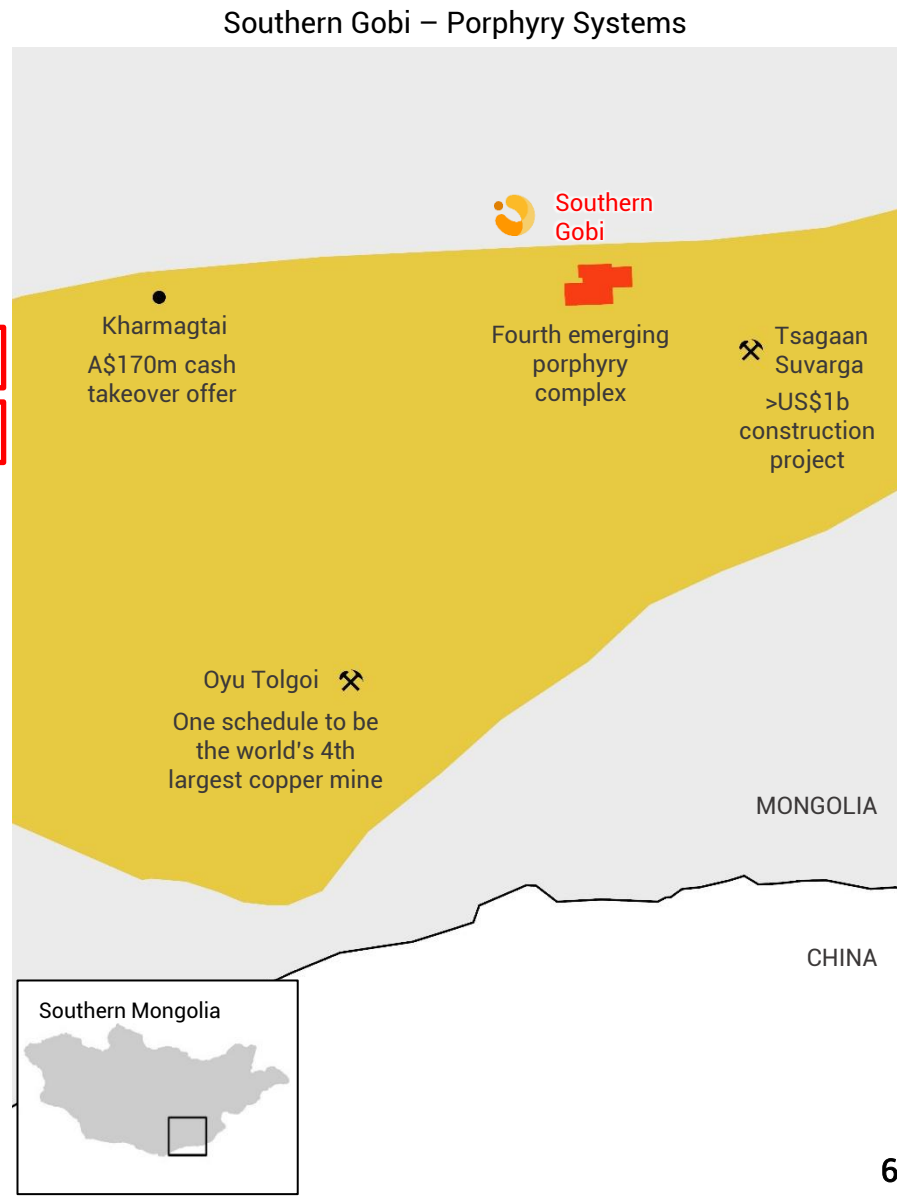 Southern Gobi – Porphyry Systems
Southern
Gobi
Kharmagtai
A$170m cash
takeover offer
Fourth emerging
porphyry
complex
Tsagaan
Suvarga
>US$1b
construction
project
Oyu Tolgoi
One schedule to be
the world's 4th
largest copper mine
MONGOLIA
CHINA
Southern Mongolia
6